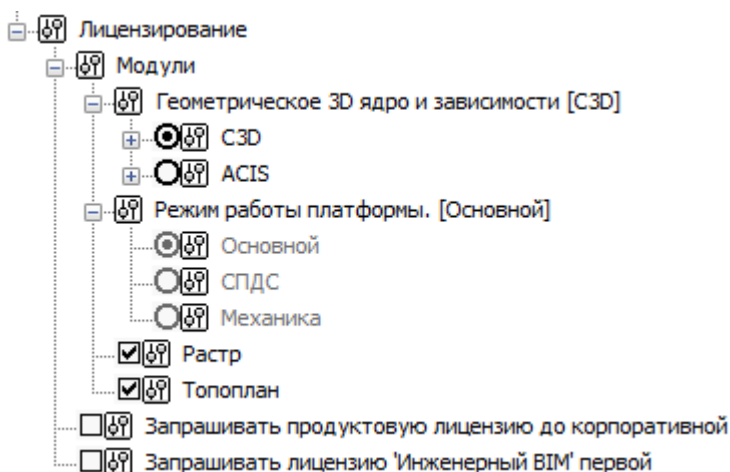 Лицензирование
Модули
Геометрическое 3D ядро и зависимости [C3D]
C3D
ACIS
Режим работы платформы. [Основной]
Основной
СПДС
Механика
Растр
Топоплан
Запрашивать продуктовую лицензию до корпоративной
Запрашивать лицензию 'Инженерный BIM' первой